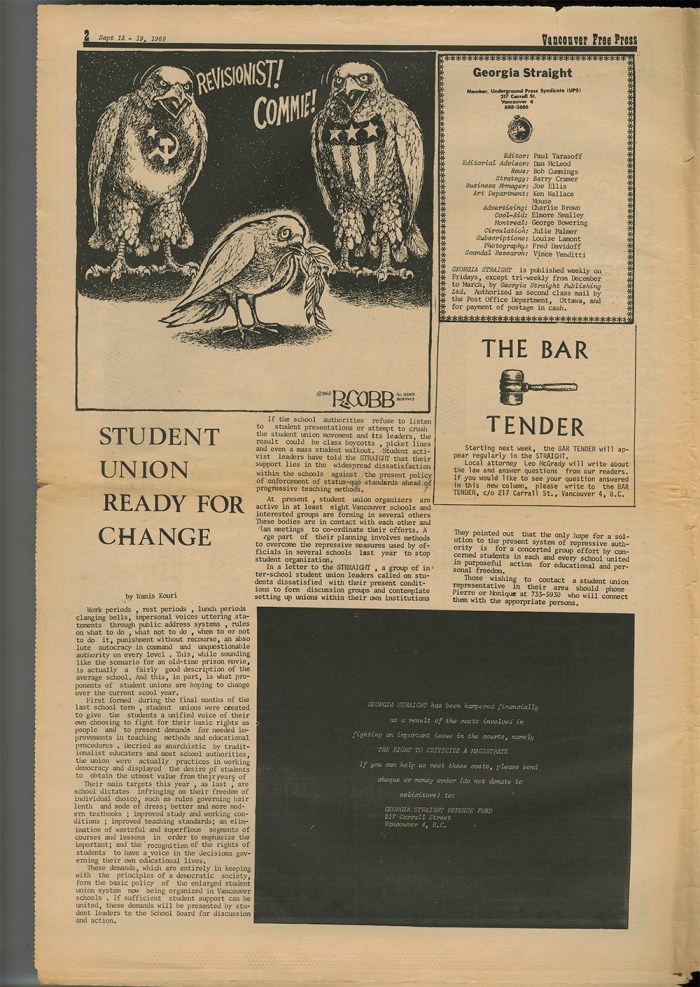 2 Sept 13 - 19, 1968
Vancouver Free Press
REVISIONIST!
COMMIE!
©1968 R.COBB ALL RIGHTS RESERVED
Georgia Straight
Member, Underground Press Syndicate (UPS)
217 Carrall St.
Vancouver 4
688-3686
Editor: Paul Tarasoff
Editorial Advisor: Dan McLeod
News: Bob Cummings
Strategy: Barry Cramer
Business Manager: Joe Ellis
Art Department: Ken Wallace
Mouse
Advertising: Charlie Brown
Cool-Aid: Elmore Smalley
Montreal: George Bowering
Circulation: Julie Palmer
Subscriptions: Louise Lamont
Photography: Fred Davidoff
Scandal Research: Vince Venditti
GEORGIA STRAIGHT is published weekly on
Fridays, except tri-weekly from December
to March, by Georgia Straight Publishing
Ltd. Authorized as second class mail by
the Post Office Department, Ottawa, and
for payment of postage in cash.
THE BAR
TENDER
Starting next week, the BAR TENDER will ap-
pear regularly in the STRAIGHT.
Local attorney Leo McGrady will write about
the law and answer questions from our readers.
If you would like to see your question answered
in this new column, please write to the BAR
TENDER, c/o 217 Carrall St., Vancouver 4, B.C.
STUDENT
UNION
READY FOR
CHANGE
by Wanis Kouri
Work periods , rest periods , lunch periods
clanging bells, impersonal voices uttering sta-
tements through public address systems , rules
on what to do , what not to do , when to or not
to do it, punishment without recourse, an abso
lute autocracy in command and unquestionable
authority on every level . This, while sounding
like the scenario for an old-time prison movie,
is actually a fairly good description of the
average school. And this, in part, is what pro-
ponents of student unions are hoping to change
over the current scool year.
First formed during the final months of the
last school term , student unions were created
to give the students a unified voice of their
own choosing to fight for their basic rights as
people and to present demands for needed im-
provements in teaching methods and educational
procedures . Decried as anarchistic by tradit-
ionalist educaters and most school authorities,
the union were actually practices in working
democracy and displayed the desire of students
to obtain the utmost value from their years of
Their main targets this year , as last , are
school dictates infringing on their freedom of
individual choice, such as rules governing hair
lenth and mode of dress; better and more mod-
ern textbooks ; improved study and working con-
ditions ; improved teaching standards; an elim-
ination of wasteful and superflous segments of
courses and lessons in order to emphasize the
important; and the recognition of the rights of
students to have a voice in the decisions gov-
erning their own educational lives.
These demands, which are entirely in keeping
with the principles of a democratic society,
form the basic policy of the enlarged student
union system now being organized in Vancouver
schools . If sufficient student support can be
united, these demands will be presented by stu-
dent leaders to the School Board for discussion
and action.
If the school authorities refuse to listen
to student presentations or attempt to crush
the student union movement and its leaders, the
result could be class boycotts , picket lines
and even a mass student walkout. Student acti-
ist leaders have told the STRAIGHT that their
support lies in the widespread dissatisfaction
within the schools against the present policy
of enforcement of status-quo standards ahead of
progressive teaching methods.
At present , student union organizers are
active in at least eight Vancouver schools and
interested groups are forming in several others
These bodies are in contact with each other and
lan meetings to co-ordinate their efforts. A
rge part of their planning involves methods
to overcome the repressive measures used by of-
ficials in several schools last year to stop
student organization.
In a letter to the STRAIGHT , a group of in-
ter-school student union leaders called on stu-
dents dissatisfied with their present condit-
ions to form discussion groups and contemplate
setting up unions within their own institutions
They pointed out that the only hope for a sol-
ution to the present system of repressive auth-
ority is for a concerted group effort by con-
cerned students in each and every school united
in purposeful action for educational and per-
sonal freedom.
Those wishing to contact a student union
representative in their area should phone
Pierre or Monique at 733-5930 who will connect
them with the apporpriate persons.
GEORGIA STRAIGHT has been hampered financially
as a result of the costs involved in
fighting an important issue in the courts, namely
THE RIGHT TO CRITICIZE A MAGISTRATE
If you can help us meet these costs, please send
cheque or money order (do not donate to
solicitors) to:
GEORGIA STRAIGHT DEFENSE FUND
217 Carrall Street
Vancouver 4, B.C.